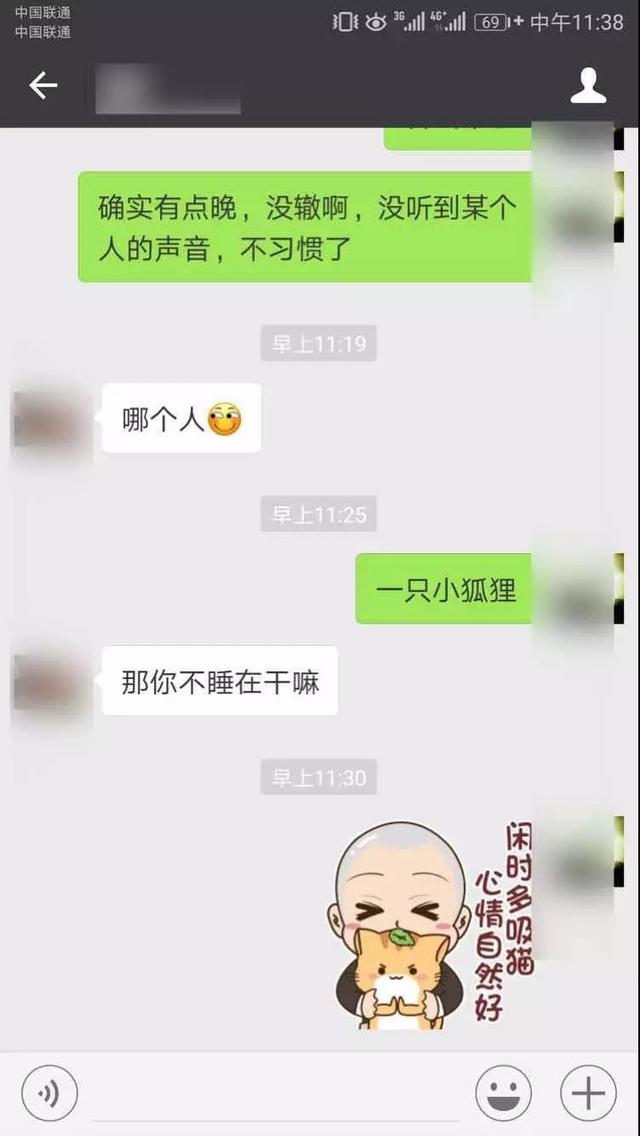 中国联通
中国联通
3G 4G+ 69 中午11:38
确实有点晚，没辙啊，没听到某个
人的声音，不习惯了
早上11:19
哪个人
早上11:25
一只小狐狸
那你不睡在干嘛
早上11:30
闲时多吸猫
心情自然好